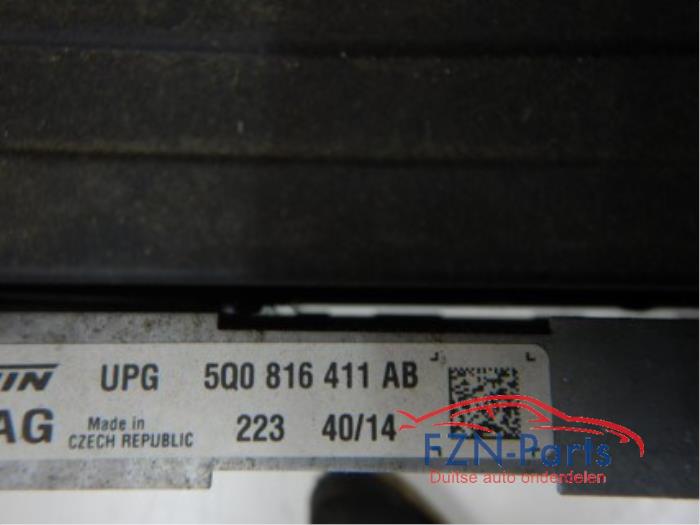 UPG 5Q0 816 411 AB
AG Made in
CZECH REPUBLIC 223 40/14
FZN-Parts
Duitse auto onderdelen